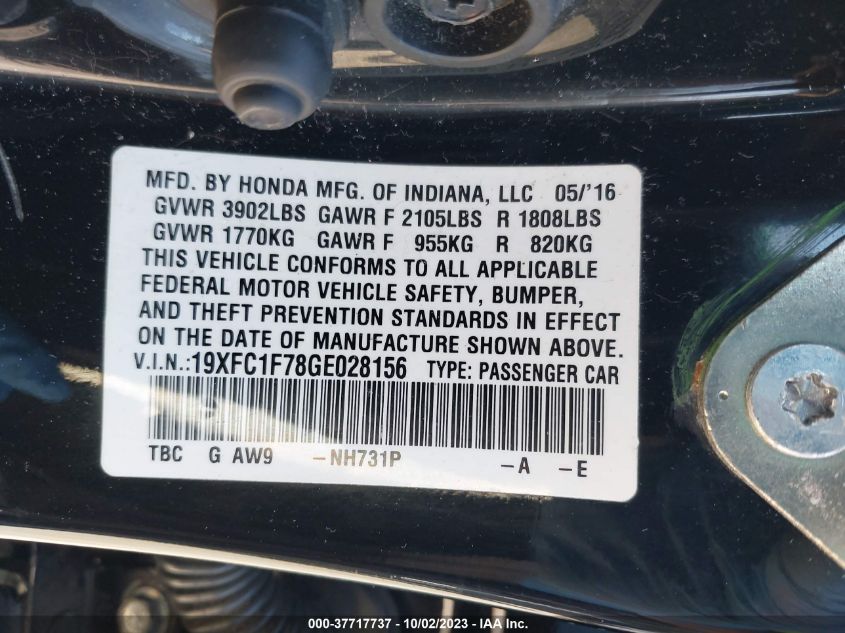 MFD. BY HONDA MFG. OF INDIANA, LLC 05/'16
GVWR 3902LBS GAWR F 2105LBS R 1808LBS
GVWR 1770KG GAWR F 955KG R 820KG
THIS VEHICLE CONFORMS TO ALL APPLICABLE
FEDERAL MOTOR VEHICLE SAFETY, BUMPER,
AND THEFT PREVENTION STANDARDS IN EFFECT
ON THE DATE OF MANUFACTURE SHOWN ABOVE.
V.I.N.:19XFC1F78GE028156 TYPE: PASSENGER CAR
TBC G AW9 -NH731P -A -E
000-37717737 - 10/02/2023 - IAA Inc.